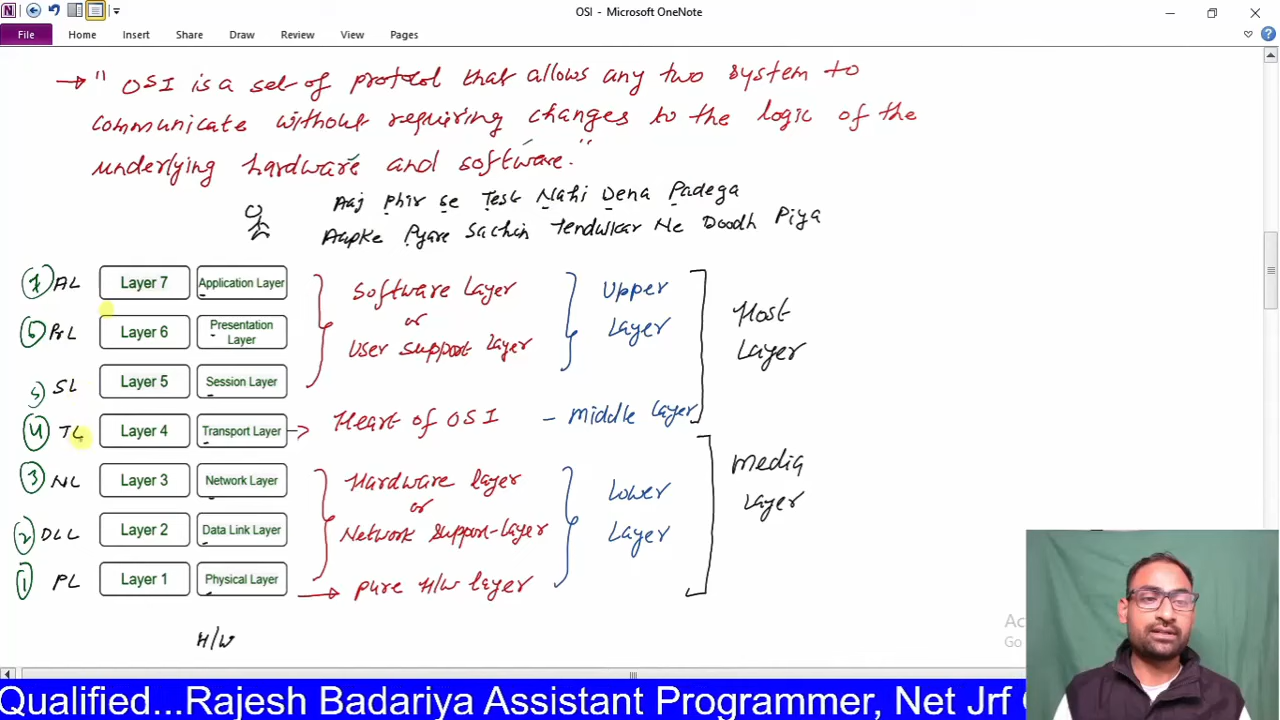 OSI - Microsoft OneNote
File Home Insert Share Draw Review View Pages
→ " OSI is a set of protocol that allows any two system to
communicate without requiring changes to the logic of the
underlying hardware and software."
Aaj Phir se Test Nahi Dena Padega
Aapke Pyare Sachin Tendulkar Ne Doodh Piya
7 AL Layer 7 Application Layer
6 PrL Layer 6 Presentation Layer
5) SL Layer 5 Session Layer
4 TL Layer 4 Transport Layer
3 NL Layer 3 Network Layer
2 DLL Layer 2 Data Link Layer
1 PL Layer 1 Physical Layer
Software Layer
or
User support Layer
Upper
Layer
Host
Layer
Heart of OSI - Middle Layer
Hardware layer
or
Network Support-Layer
Lower
Layer
Media
Layer
→ Pure H/W layer
H/W
Ac
Go
Qualified...Rajesh Badariya Assistant Programmer, Net Jrf